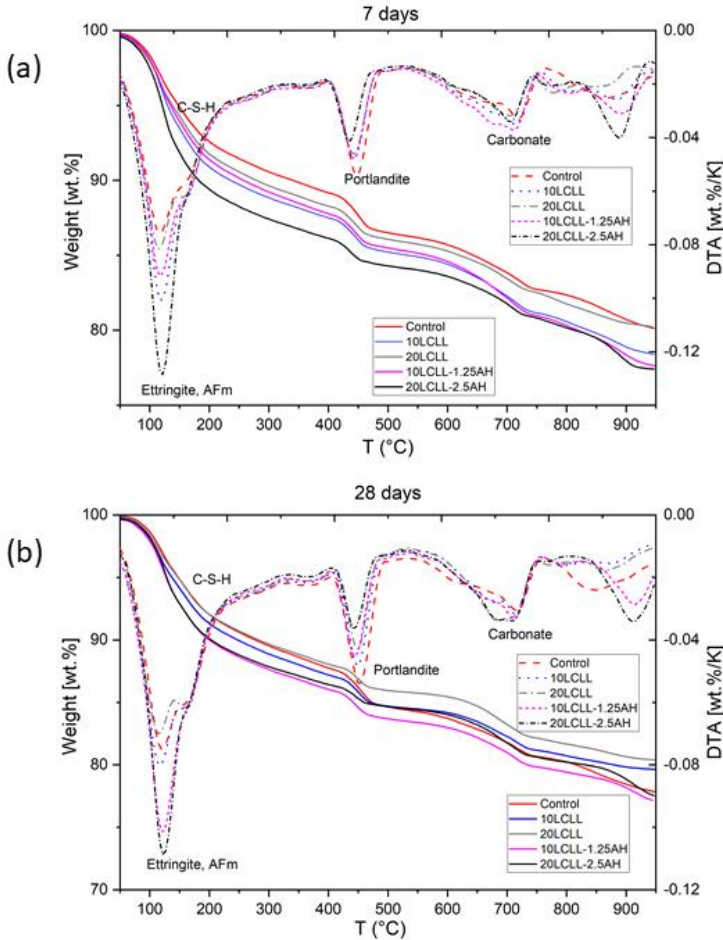 7 days
(a)
100
90
80
Weight [wt.%]
0.00
-0.04
-0.08
-0.12
DTA [wt.%/K]
C-S-H
Portlandite
Carbonate
Ettringite, AFm
Control
10LCLL
20LCLL
10LCLL-1.25AH
20LCLL-2.5AH
Control
10LCLL
20LCLL
10LCLL-1.25AH
20LCLL-2.5AH
100 200 300 400 500 600 700 800 900
T (°C)
28 days
(b)
100
90
80
70
Weight [wt.%]
0.00
-0.04
-0.08
-0.12
DTA [wt.%/K]
C-S-H
Portlandite
Carbonate
Ettringite, AFm
Control
10LCLL
20LCLL
10LCLL-1.25AH
20LCLL-2.5AH
Control
10LCLL
20LCLL
10LCLL-1.25AH
20LCLL-2.5AH
100 200 300 400 500 600 700 800 900
T (°C)